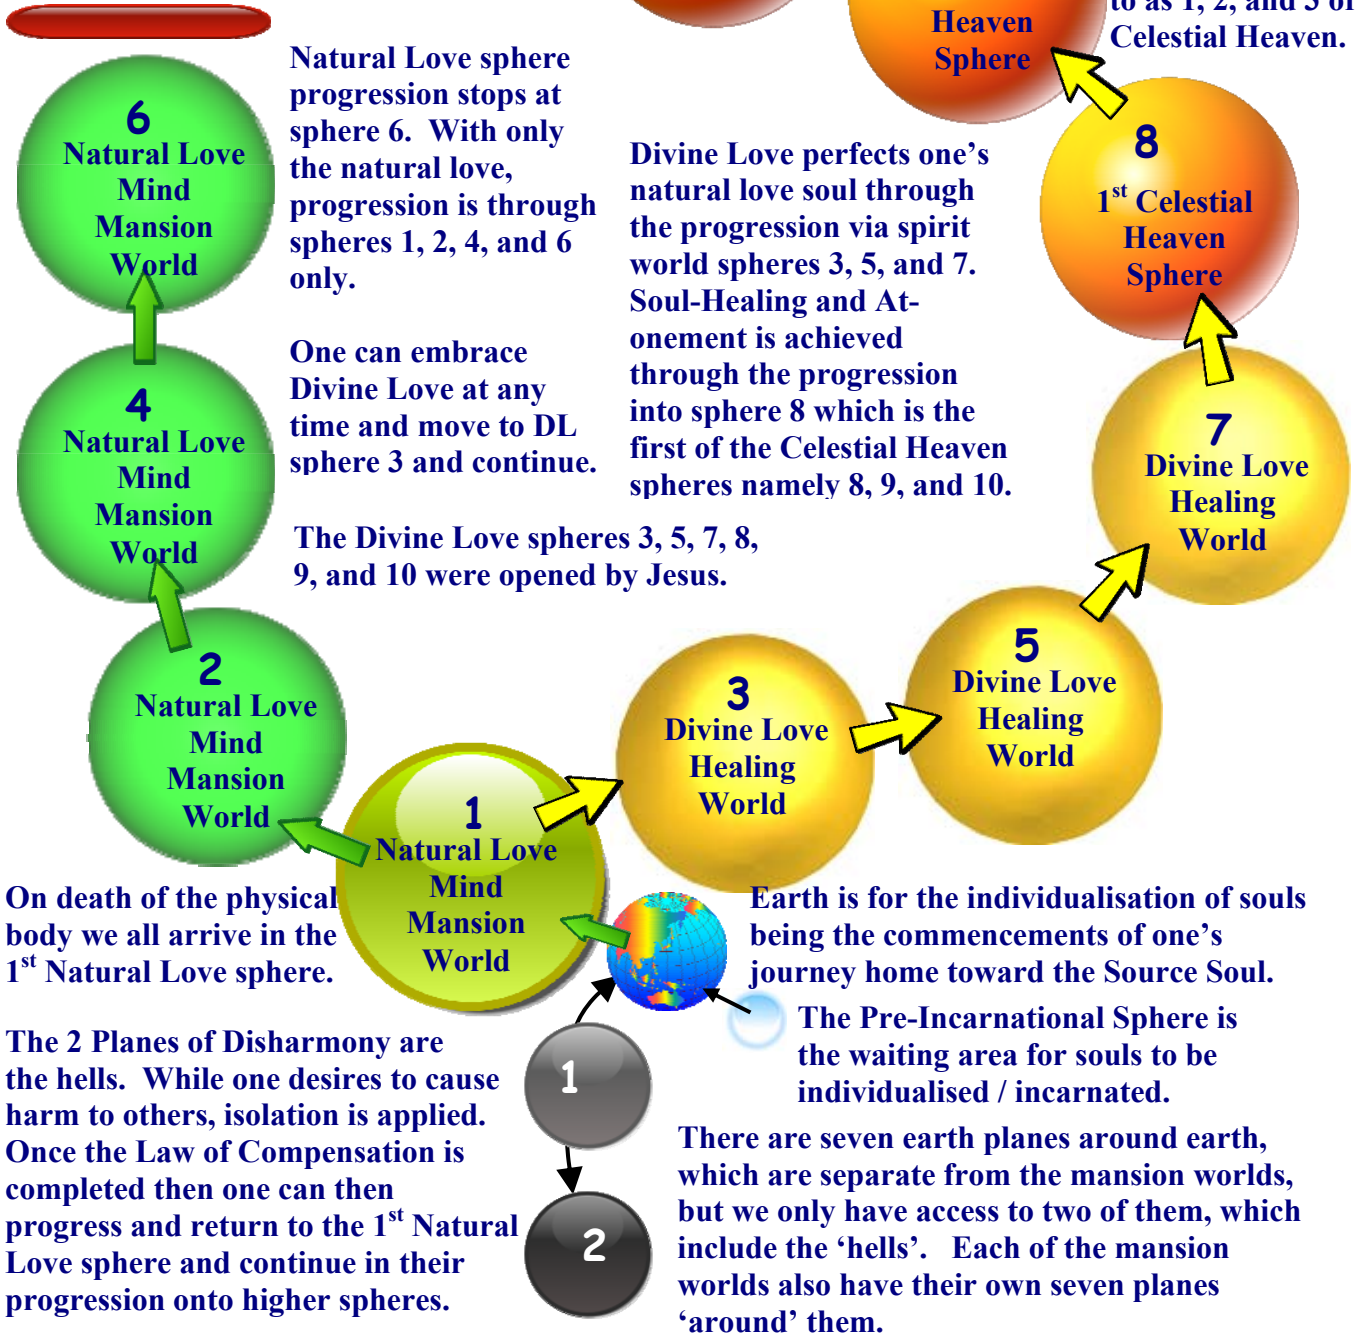 to as 1, 2, and 3 of
Celestial Heaven.
Heaven
Sphere
Natural Love sphere
progression stops at
sphere 6.  With only
the natural love,
progression is through
spheres 1, 2, 4, and 6
only.
6
Natural Love
Mind
Mansion
World
Divine Love perfects one’s
natural love soul through
the progression via spirit
world spheres 3, 5, and 7.
Soul-Healing and At-
onement is achieved
through the progression
into sphere 8 which is the
first of the Celestial Heaven
spheres namely 8, 9, and 10.
8
1st Celestial
Heaven
Sphere
One can embrace
Divine Love at any
time and move to DL
sphere 3 and continue.
4
Natural Love
Mind
Mansion
World
7
Divine Love
Healing
World
The Divine Love spheres 3, 5, 7, 8,
9, and 10 were opened by Jesus.
2
Natural Love
Mind
Mansion
World
3
Divine Love
Healing
World
5
Divine Love
Healing
World
1
Natural Love
Mind
Mansion
World
On death of the physical
body we all arrive in the
1st Natural Love sphere.
Earth is for the individualisation of souls
being the commencements of one’s
journey home toward the Source Soul.
The Pre-Incarnational Sphere is
the waiting area for souls to be
individualised / incarnated.
The 2 Planes of Disharmony are
the hells.  While one desires to cause
harm to others, isolation is applied.
Once the Law of Compensation is
completed then one can then
progress and return to the 1st Natural
Love sphere and continue in their
progression onto higher spheres.
1
2
There are seven earth planes around earth,
which are separate from the mansion worlds,
but we only have access to two of them, which
include the ‘hells’.   Each of the mansion
worlds also have their own seven planes
‘around’ them.